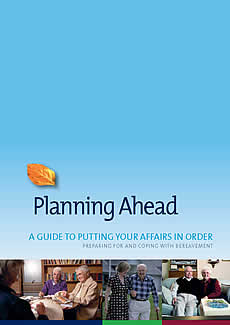 Planning Ahead
A GUIDE TO PUTTING YOUR AFFAIRS IN ORDER
PREPARING FOR AND COPING WITH BEREAVEMENT